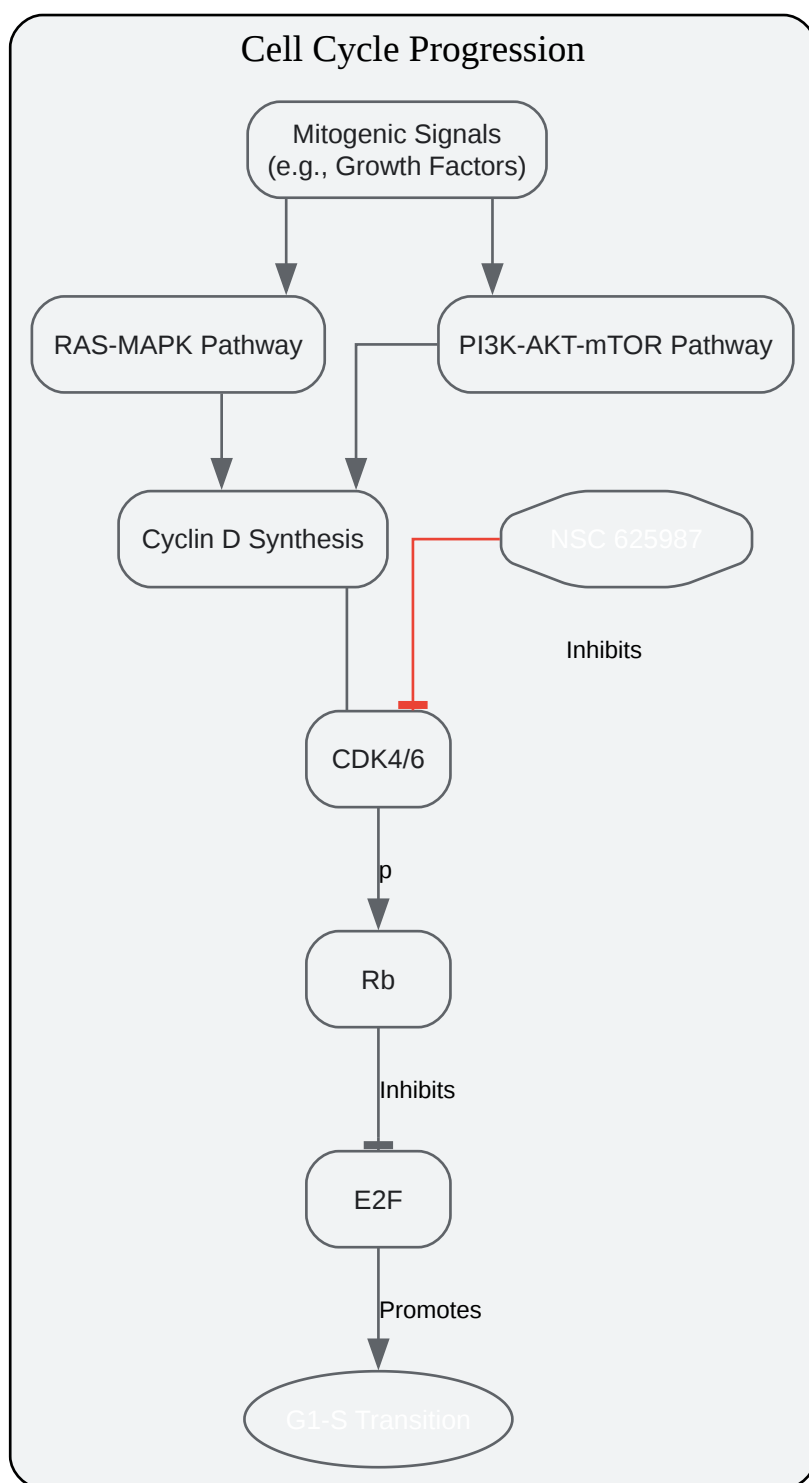 Cell Cycle Progression
Mitogenic Signals
(e.g., Growth Factors)
RAS-MAPK Pathway
PI3K-AKT-mTOR Pathway
Cyclin D Synthesis
NSC 625987
Inhibits
CDK4/6
p
Rb
Inhibits
E2F
Promotes
G1-S Transition